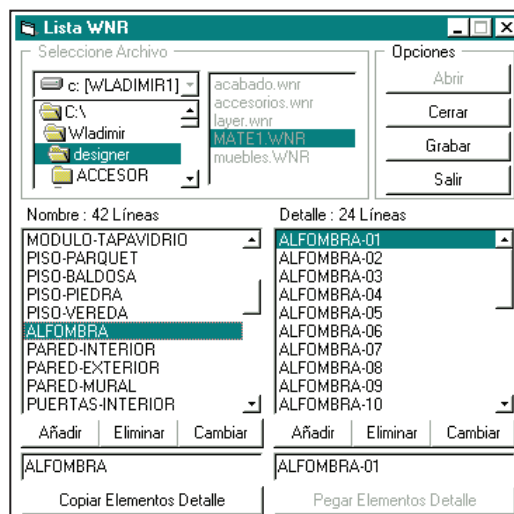 Lista WNR
Seleccione Archivo
c: [WLADIMIR1]
C:\
Wladimir
designer
ACCESOR
acabado.wnr
accesorios.wnr
layer.wnr
MATE1.WNR
muebles.WNR
Opciones
Abrir
Cerrar
Grabar
Salir
Nombre : 42 Líneas
MODULO-TAPAVIDRIO
PISO-PARQUET
PISO-BALDOSA
PISO-PIEDRA
PISO-VEREDA
ALFOMBRA
PARED-INTERIOR
PARED-EXTERIOR
PARED-MURAL
PUERTAS-INTERIOR
Añadir Eliminar Cambiar
ALFOMBRA
Copiar Elementos Detalle
Detalle : 24 Líneas
ALFOMBRA-01
ALFOMBRA-02
ALFOMBRA-03
ALFOMBRA-04
ALFOMBRA-05
ALFOMBRA-06
ALFOMBRA-07
ALFOMBRA-08
ALFOMBRA-09
ALFOMBRA-10
Añadir Eliminar Cambiar
ALFOMBRA-01
Pegar Elementos Detalle